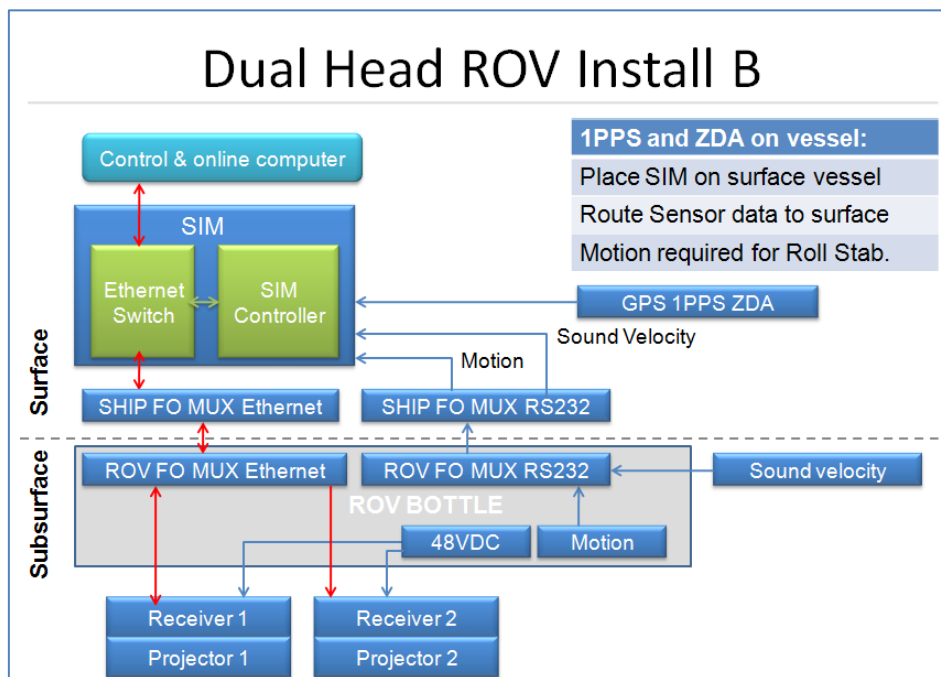 Dual Head ROV Install B
Control & online computer
1PPS and ZDA on vessel:
Place SIM on surface vessel
Route Sensor data to surface
Motion required for Roll Stab.
SIM
Ethernet
Switch
SIM
Controller
GPS 1PPS ZDA
Sound Velocity
Motion
Surface
SHIP FO MUX Ethernet
SHIP FO MUX RS232
Subsurface
ROV FO MUX Ethernet
ROV FO MUX RS232
Sound velocity
ROV BOTTLE
48VDC
Motion
Receiver 1
Projector 1
Receiver 2
Projector 2